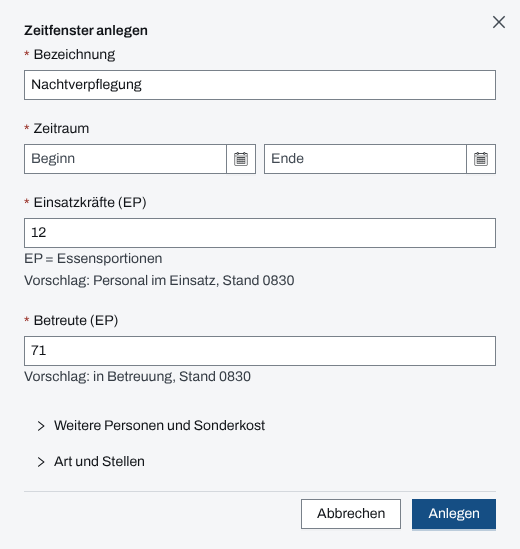 Zeitfenster anlegen
* Bezeichnung
Nachtverpflegung
* Zeitraum
Beginn Ende
* Einsatzkräfte (EP)
12
EP = Essensportionen
Vorschlag: Personal im Einsatz, Stand 0830
* Betreute (EP)
71
Vorschlag: in Betreuung, Stand 0830
Weitere Personen und Sonderkost
Art und Stellen
Abbrechen Anlegen